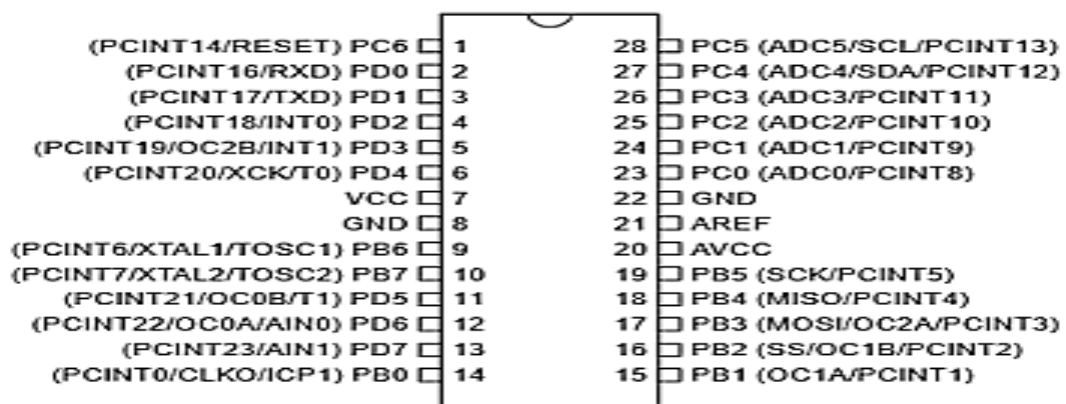 (PCINT14/RESET) PC6 1 28 PC5 (ADC5/SCL/PCINT13)
(PCINT16/RXD) PD0 2 27 PC4 (ADC4/SDA/PCINT12)
(PCINT17/TXD) PD1 3 26 PC3 (ADC3/PCINT11)
(PCINT18/INT0) PD2 4 25 PC2 (ADC2/PCINT10)
(PCINT19/OC2B/INT1) PD3 5 24 PC1 (ADC1/PCINT9)
(PCINT20/XCK/T0) PD4 6 23 PC0 (ADC0/PCINT8)
VCC 7 22 GND
GND 8 21 AREF
(PCINT6/XTAL1/TOSC1) PB6 9 20 AVCC
(PCINT7/XTAL2/TOSC2) PB7 10 19 PB5 (SCK/PCINT5)
(PCINT21/OC0B/T1) PD5 11 18 PB4 (MISO/PCINT4)
(PCINT22/OC0A/AIN0) PD6 12 17 PB3 (MOSI/OC2A/PCINT3)
(PCINT23/AIN1) PD7 13 16 PB2 (SS/OC1B/PCINT2)
(PCINT0/CLKO/ICP1) PB0 14 15 PB1 (OC1A/PCINT1)